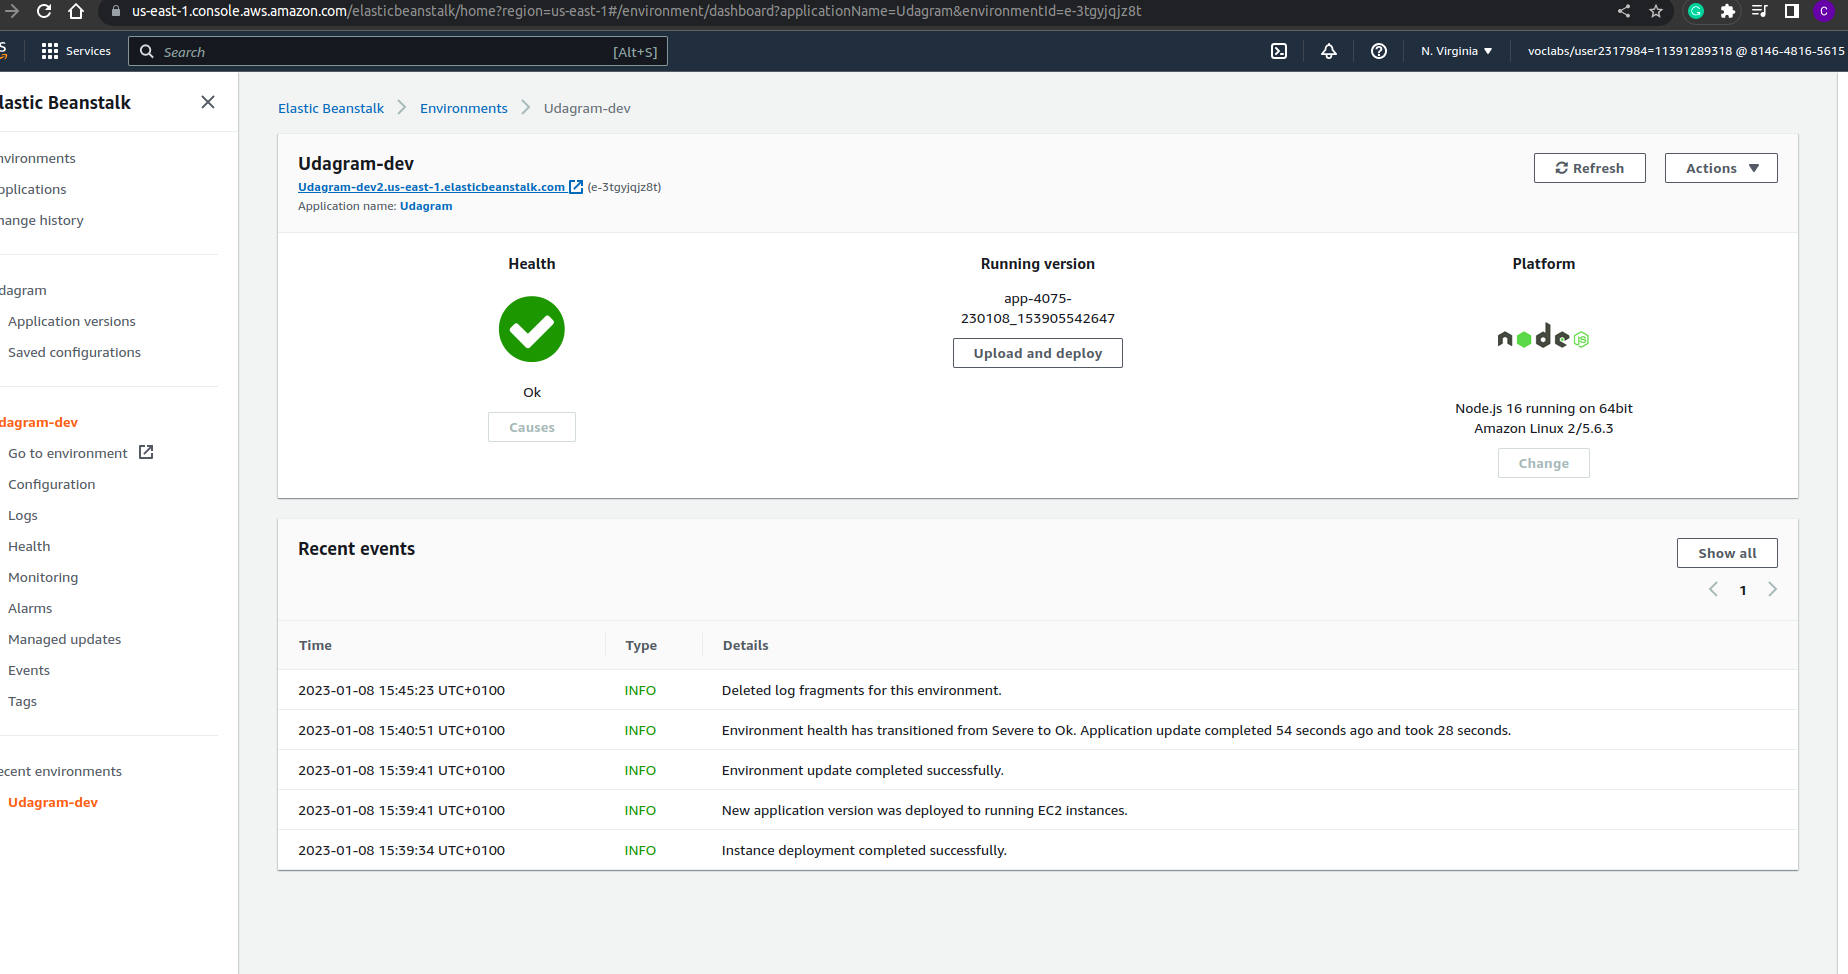 us-east-1.console.aws.amazon.com/elasticbeanstalk/home?region=us-east-1#/environment/dashboard?applicationName=Udagram&environmentId=e-3tgyjqjz8t
C
Services
Search
[Alt+S]
N. Virginia
voclabs/user2317984=11391289318 @ 8146-4816-5615
lastic Beanstalk
nvironments
pplications
hange history
dagram
Application versions
Saved configurations
dagram-dev
Go to environment
Configuration
Logs
Health
Monitoring
Alarms
Managed updates
Events
Tags
ecent environments
Udagram-dev
Elastic Beanstalk
Environments
Udagram-dev
Udagram-dev
Udagram-dev2.us-east-1.elasticbeanstalk.com (e-3tgyjqjz8t)
Application name: Udagram
Refresh
Actions
Health
Ok
Causes
Running version
app-4075-
230108_153905542647
Upload and deploy
Platform
node
JS
Node.js 16 running on 64bit
Amazon Linux 2/5.6.3
Change
Recent events
Show all
1
Time Type Details
2023-01-08 15:45:23 UTC+0100 INFO Deleted log fragments for this environment.
2023-01-08 15:40:51 UTC+0100 INFO Environment health has transitioned from Severe to Ok. Application update completed 54 seconds ago and took 28 seconds.
2023-01-08 15:39:41 UTC+0100 INFO Environment update completed successfully.
2023-01-08 15:39:41 UTC+0100 INFO New application version was deployed to running EC2 instances.
2023-01-08 15:39:34 UTC+0100 INFO Instance deployment completed successfully.